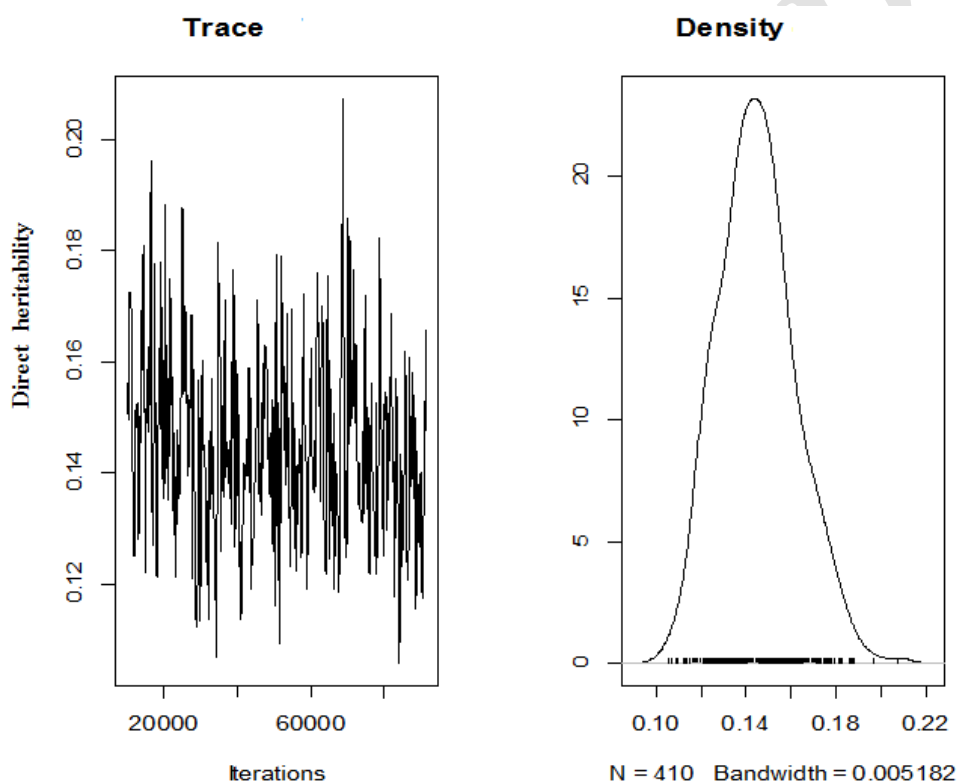 Trace
Direct heritability
0.20
0.18
0.16
0.14
0.12
20000 60000
Iterations
Density
20
15
10
5
0
0.10 0.14 0.18 0.22
N = 410 Bandwidth = 0.005182